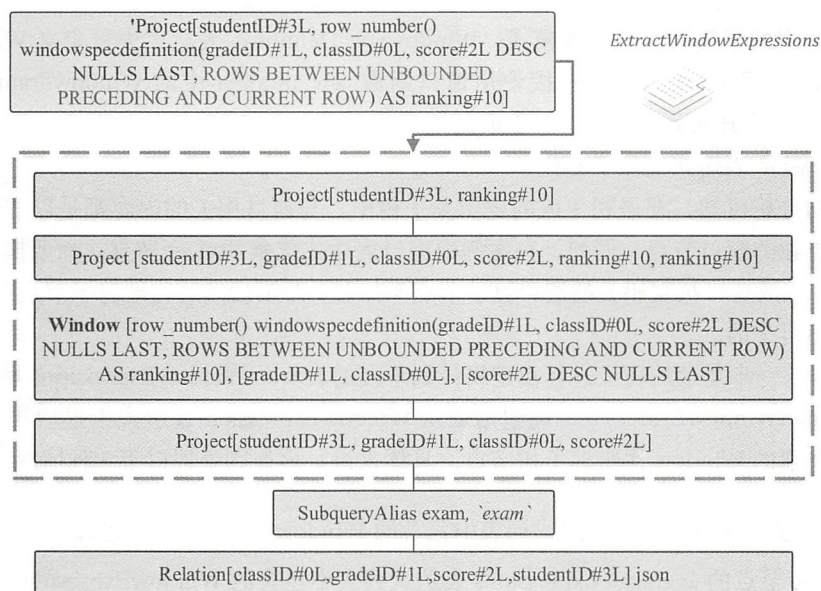 'Project[studentID#3L, row_number()
windowspecdefinition(gradeID#1L, classID#0L, score#2L DESC
NULLS LAST, ROWS BETWEEN UNBOUNDED
PRECEDING AND CURRENT ROW) AS ranking#10]
ExtractWindowExpressions
Project[studentID#3L, ranking#10]
Project [studentID#3L, gradeID#1L, classID#0L, score#2L, ranking#10, ranking#10]
Window [row_number() windowspecdefinition(gradeID#1L, classID#0L, score#2L DESC
NULLS LAST, ROWS BETWEEN UNBOUNDED PRECEDING AND CURRENT ROW)
AS ranking#10], [gradeID#1L, classID#0L], [score#2L DESC NULLS LAST]
Project[studentID#3L, gradeID#1L, classID#0L, score#2L]
SubqueryAlias exam, `exam`
Relation[classID#0L,gradeID#1L,score#2L,studentID#3L] json